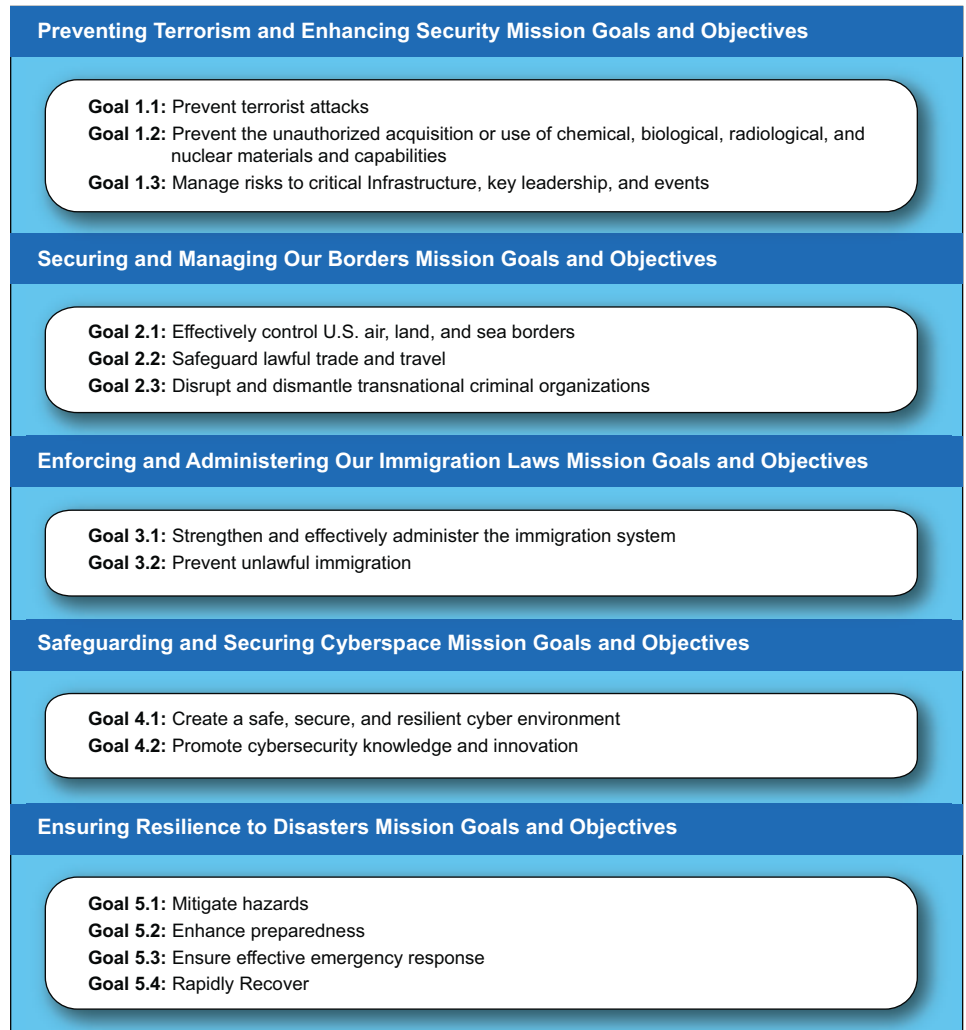 Preventing Terrorism and Enhancing Security Mission Goals and Objectives
Goal 1.1: Prevent terrorist attacks
Goal 1.2: Prevent the unauthorized acquisition or use of chemical, biological, radiological, and
nuclear materials and capabilities
Goal 1.3: Manage risks to critical Infrastructure, key leadership, and events
Securing and Managing Our Borders Mission Goals and Objectives
Goal 2.1: Effectively control U.S. air, land, and sea borders
Goal 2.2: Safeguard lawful trade and travel
Goal 2.3: Disrupt and dismantle transnational criminal organizations
Enforcing and Administering Our Immigration Laws Mission Goals and Objectives
Goal 3.1: Strengthen and effectively administer the immigration system
Goal 3.2: Prevent unlawful immigration
Safeguarding and Securing Cyberspace Mission Goals and Objectives
Goal 4.1: Create a safe, secure, and resilient cyber environment
Goal 4.2: Promote cybersecurity knowledge and innovation
Ensuring Resilience to Disasters Mission Goals and Objectives
Goal 5.1: Mitigate hazards
Goal 5.2: Enhance preparedness
Goal 5.3: Ensure effective emergency response
Goal 5.4: Rapidly Recover